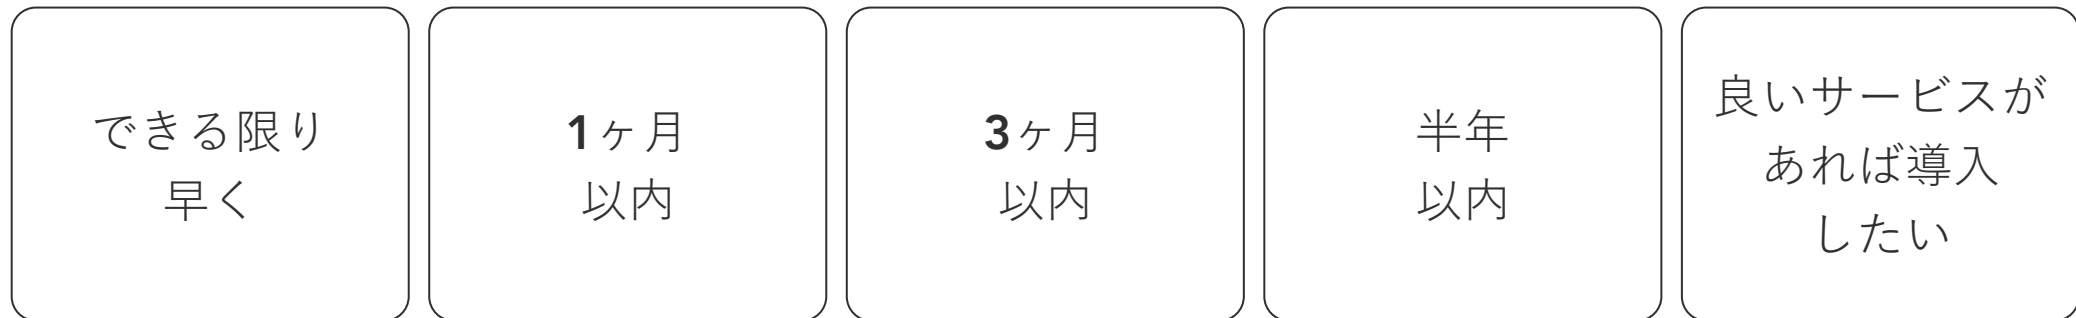 できる限り
早く
1ヶ月
以内
3ヶ月
以内
半年
以内
良いサービスが
あれば導入
したい